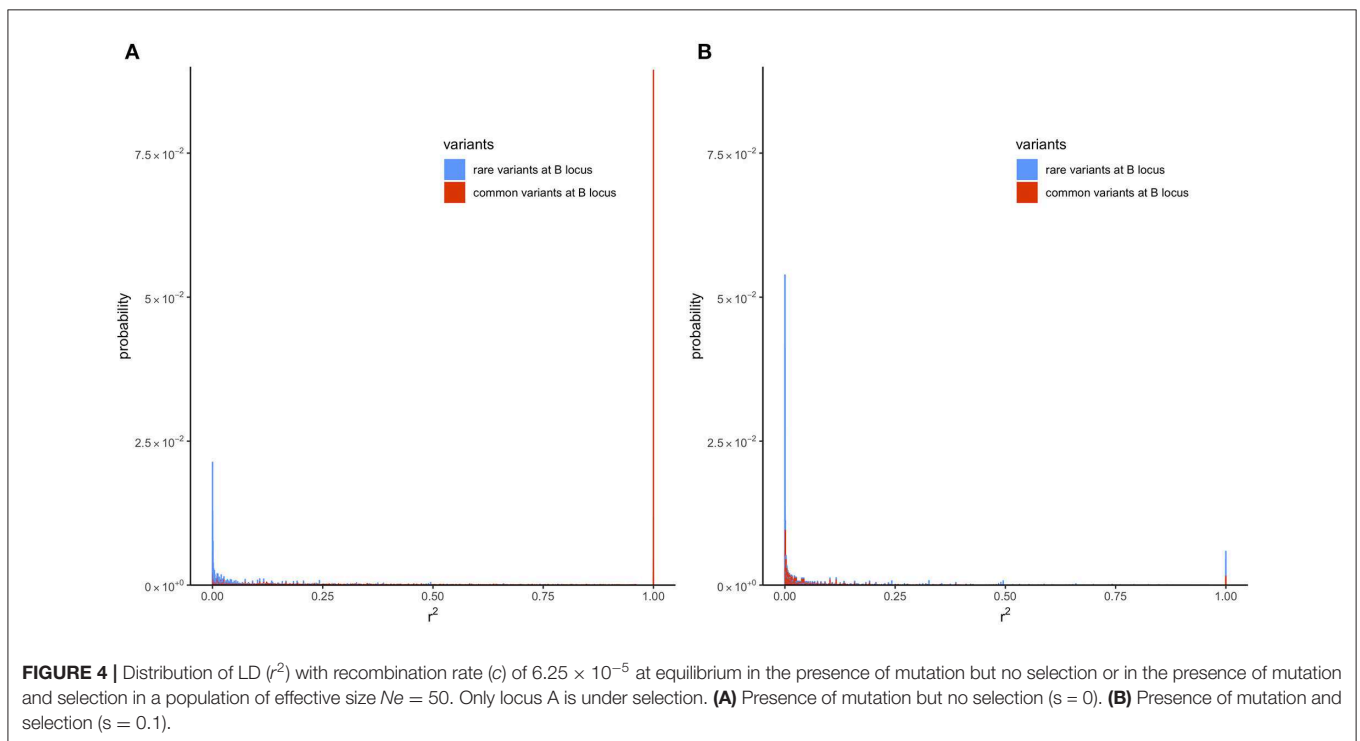 A
7.5 × 10⁻²
5 × 10⁻²
2.5 × 10⁻²
0 × 10⁺⁰
probability
variants
rare variants at B locus
common variants at B locus
0.00
0.25
0.50
0.75
1.00
r²
B
7.5 × 10⁻²
5 × 10⁻²
2.5 × 10⁻²
0 × 10⁺⁰
probability
variants
rare variants at B locus
common variants at B locus
0.00
0.25
0.50
0.75
1.00
r²
FIGURE 4 | Distribution of LD (r²) with recombination rate (c) of 6.25 × 10⁻⁵ at equilibrium in the presence of mutation but no selection or in the presence of mutation
and selection in a population of effective size Ne = 50. Only locus A is under selection. (A) Presence of mutation but no selection (s = 0). (B) Presence of mutation and
selection (s = 0.1).